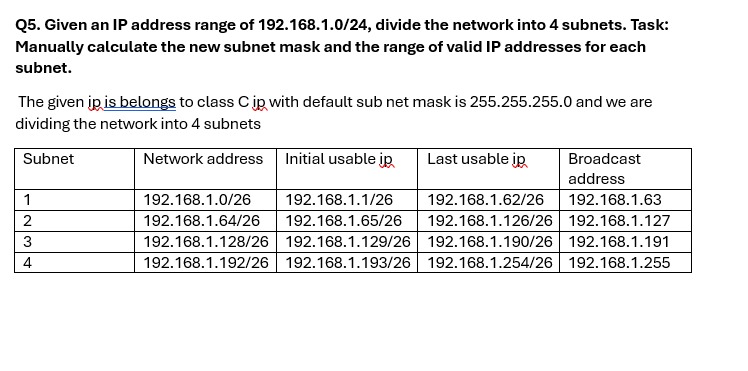 Q5. Given an IP address range of 192.168.1.0/24, divide the network into 4 subnets. Task:
Manually calculate the new subnet mask and the range of valid IP addresses for each
subnet.
The given ip is belongs to class C ip with default sub net mask is 255.255.255.0 and we are
dividing the network into 4 subnets
Subnet Network address Initial usable ip Last usable ip Broadcast
address
1 192.168.1.0/26 192.168.1.1/26 192.168.1.62/26 192.168.1.63
2 192.168.1.64/26 192.168.1.65/26 192.168.1.126/26 192.168.1.127
3 192.168.1.128/26 192.168.1.129/26 192.168.1.190/26 192.168.1.191
4 192.168.1.192/26 192.168.1.193/26 192.168.1.254/26 192.168.1.255